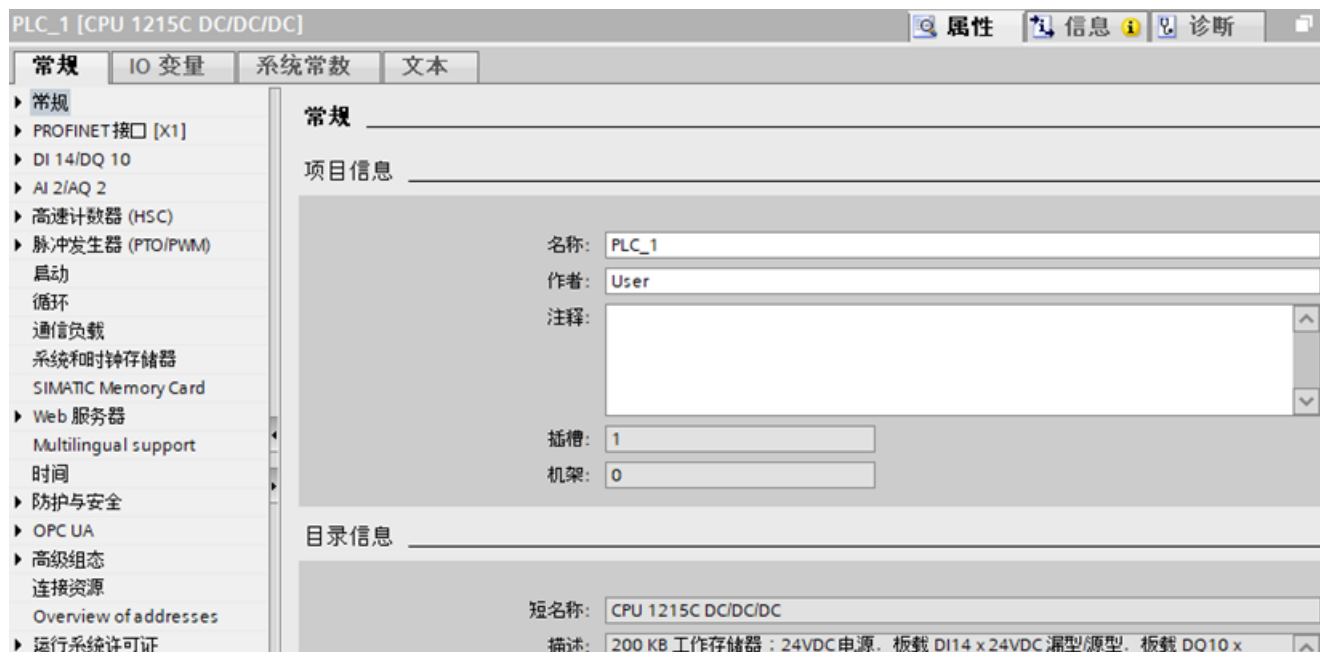 PLC_1 [CPU 1215C DC/DC/DC]
属性 信息 诊断
常规 IO 变量 系统常数 文本
常规
PROFINET接口 [X1]
DI 14/DQ 10
AI 2/AQ 2
高速计数器 (HSC)
脉冲发生器 (PTO/PWM)
启动
循环
通信负载
系统和时钟存储器
SIMATIC Memory Card
Web 服务器
Multilingual support
时间
防护与安全
OPC UA
高级组态
连接资源
Overview of addresses
运行系统许可证
常规
项目信息
名称: PLC_1
作者: User
注释:
插槽: 1
机架: 0
目录信息
短名称: CPU 1215C DC/DC/DC
描述: 200 KB 工作存储器；24VDC电源，板载 DI14 x 24VDC 漏型/源型，板载 DQ10 x